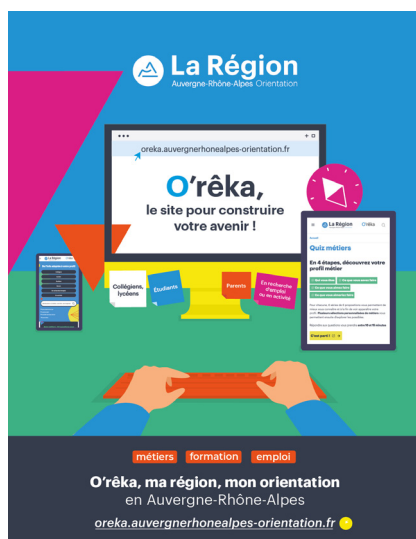 La Région
Auvergne-Rhône-Alpes Orientation
oreka.auvergnerhonealpes-orientation.fr
O'rêka,
le site pour construire
votre avenir !
La Région
O'rêka
Quiz métiers
En 4 étapes, découvrez votre
profil métier
Collégiens,
lycéens
Étudiants
Parents
En recherche
d'emploi
ou en activité
C'est parti !
métiers
formation
emploi
O'rêka, ma région, mon orientation
en Auvergne-Rhône-Alpes
oreka.auvergnerhonealpes-orientation.fr